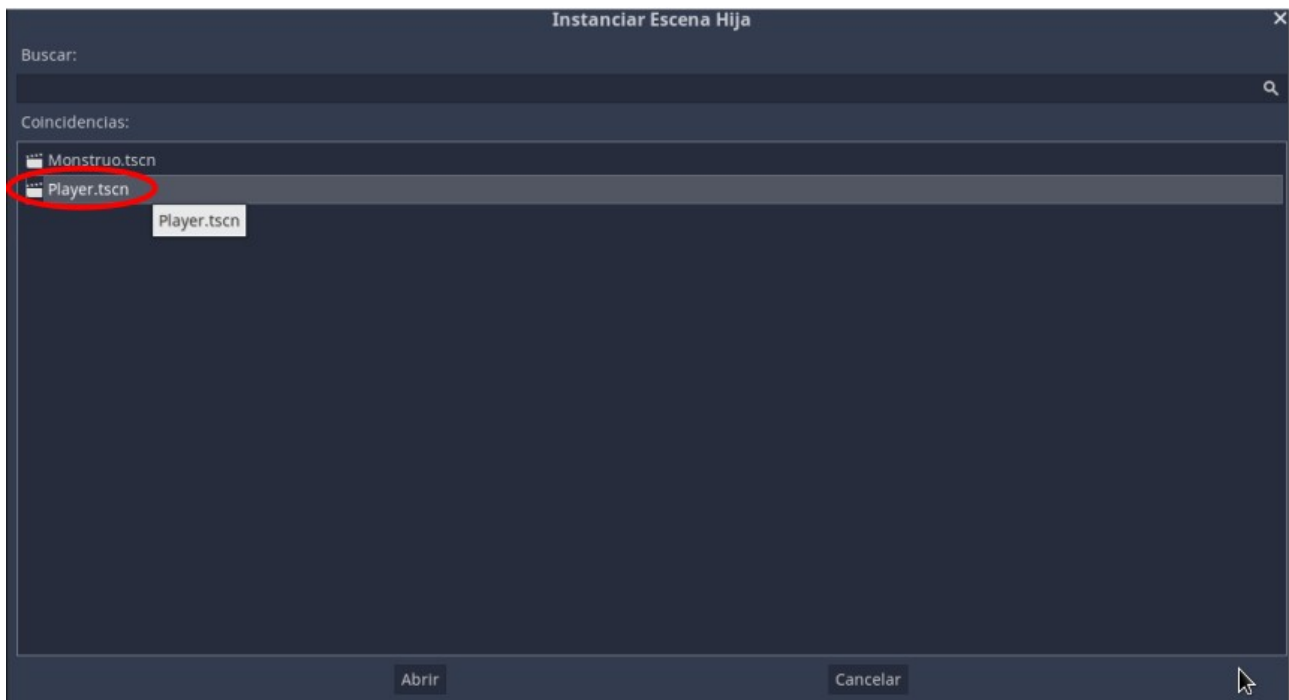 Instanciar Escena Hija
Buscar:
Coincidencias:
Monstruo.tscn
Player.tscn
Player.tscn
Abrir Cancelar